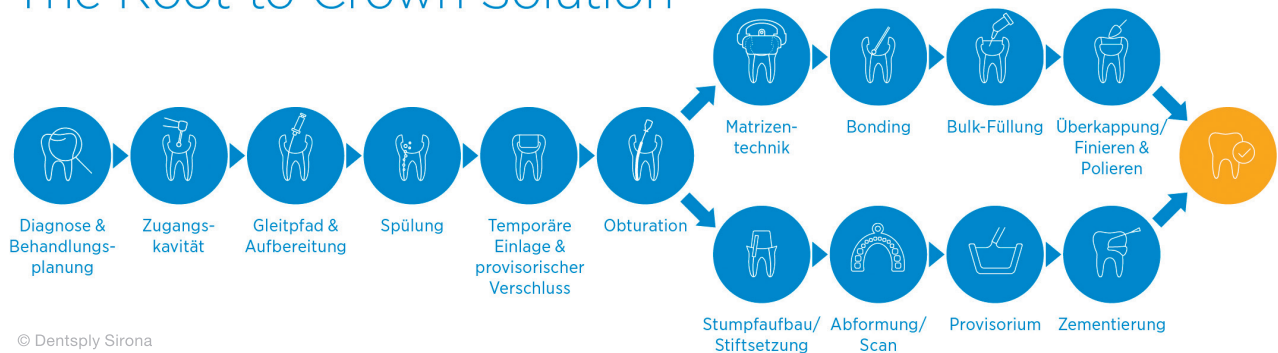 The Root to Crown Solution
Diagnose &
Behandlungs-
planung
Zugangs-
kavität
Gleitpfad &
Aufbereitung
Spülung
Temporäre
Einlage &
provisorischer
Verschluss
Obturation
Matrizen-
technik
Bonding
Bulk-Füllung
Überkappung/
Finieren &
Polieren
Stumpfaufbau/
Stiftsetzung
Abformung/
Scan
Provisorium
Zementierung
© Dentsply Sirona